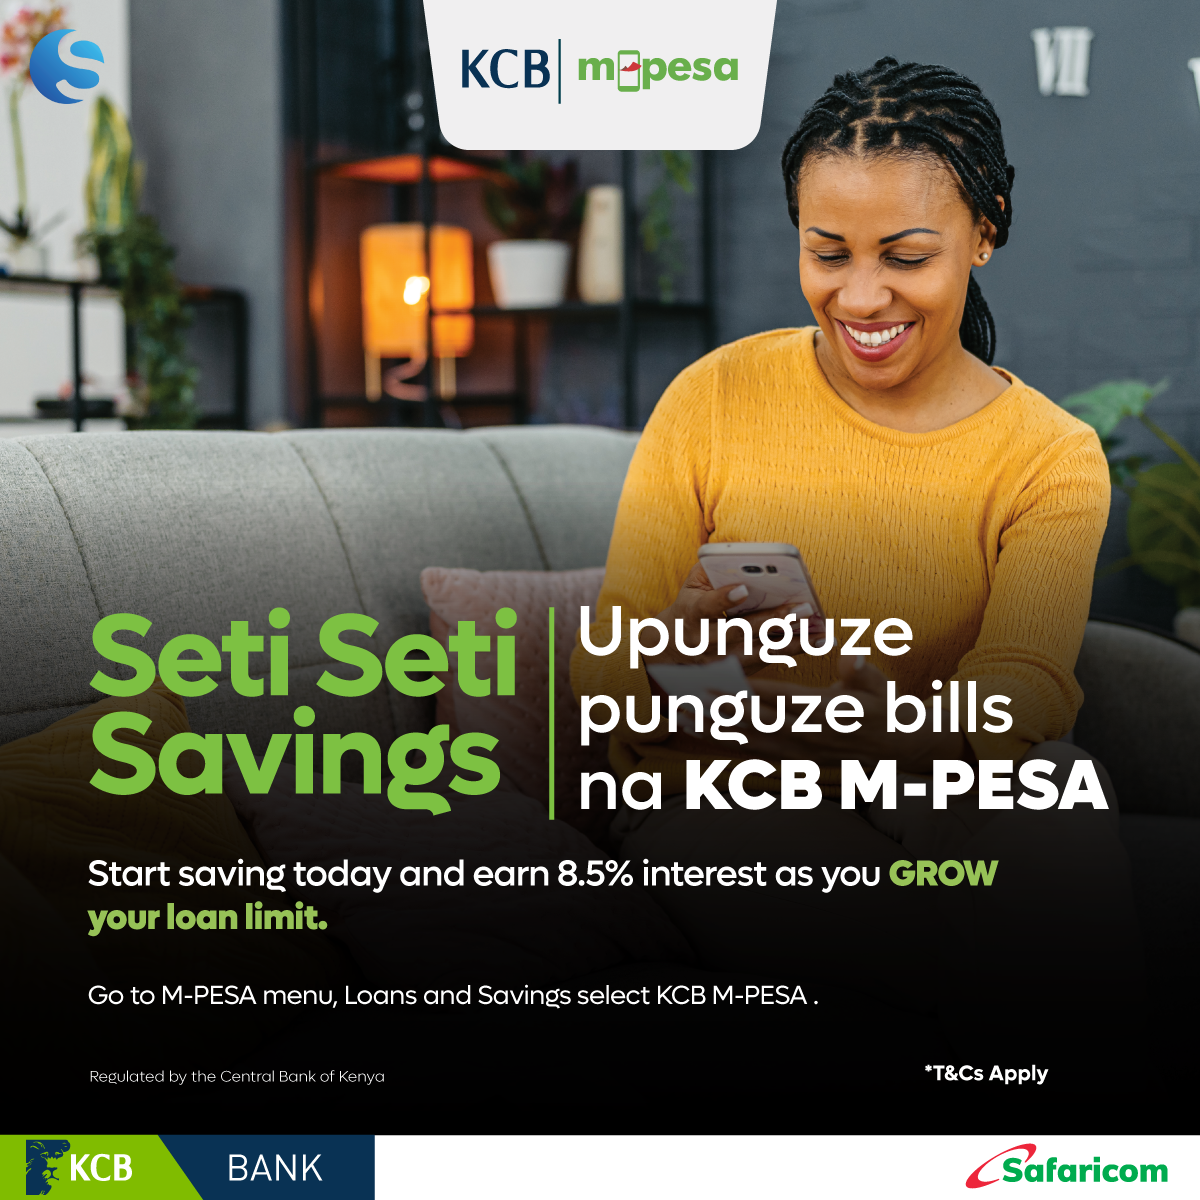 KCB m-pesa
VII
Seti Seti
Savings
Upunguze
punguze bills
na KCB M-PESA
Start saving today and earn 8.5% interest as you GROW
your loan limit.
Go to M-PESA menu, Loans and Savings select KCB M-PESA .
Regulated by the Central Bank of Kenya
*T&Cs Apply
KCB BANK
Safaricom